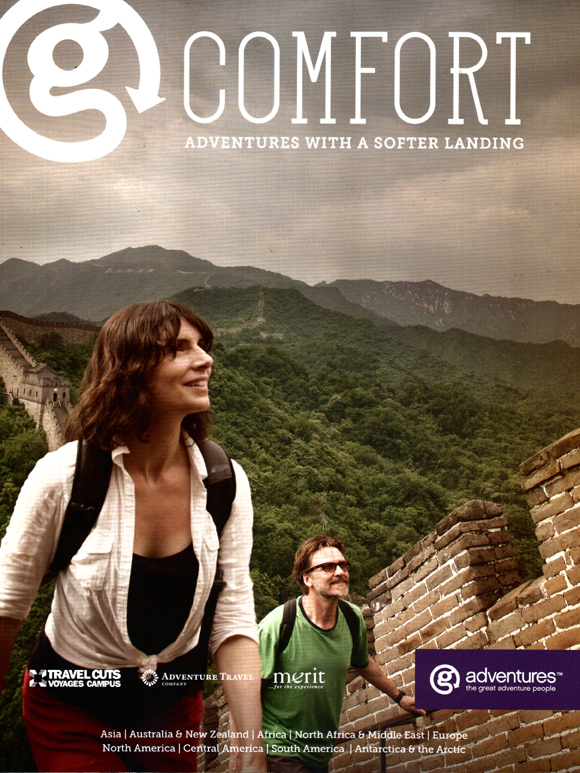 g COMFORT
ADVENTURES WITH A SOFTER LANDING
TRAVEL CUTS
VOYAGES CAMPUS
ADVENTURE TRAVEL
COMPANY
merit
...for the experience
g adventures™
the great adventure people
Asia | Australia & New Zealand | Africa | North Africa & Middle East | Europe
North America | Central America | South America | Antarctica & the Arctic